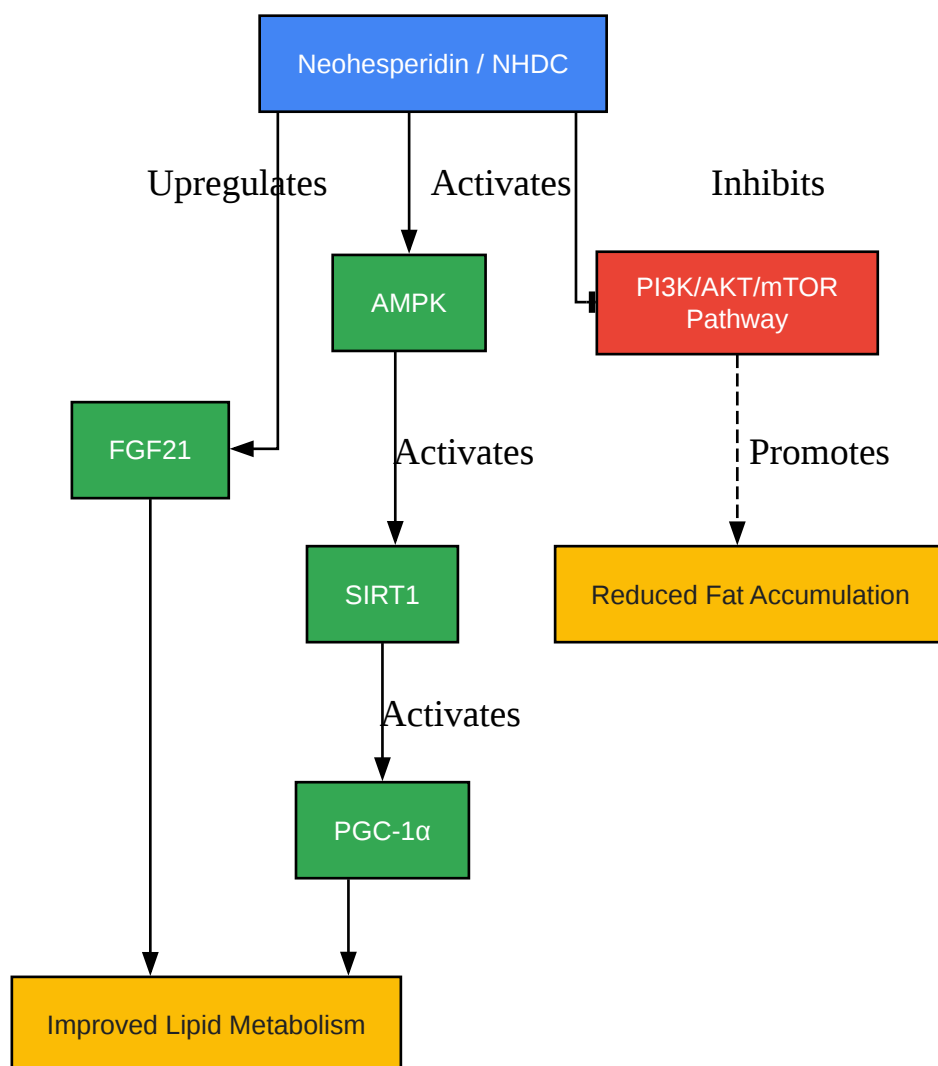 Neohesperidin / NHDC
Upregulates
Activates
Inhibits
AMPK
PI3K/AKT/mTOR
Pathway
FGF21
Activates
Promotes
SIRT1
Reduced Fat Accumulation
Activates
PGC-1α
Improved Lipid Metabolism